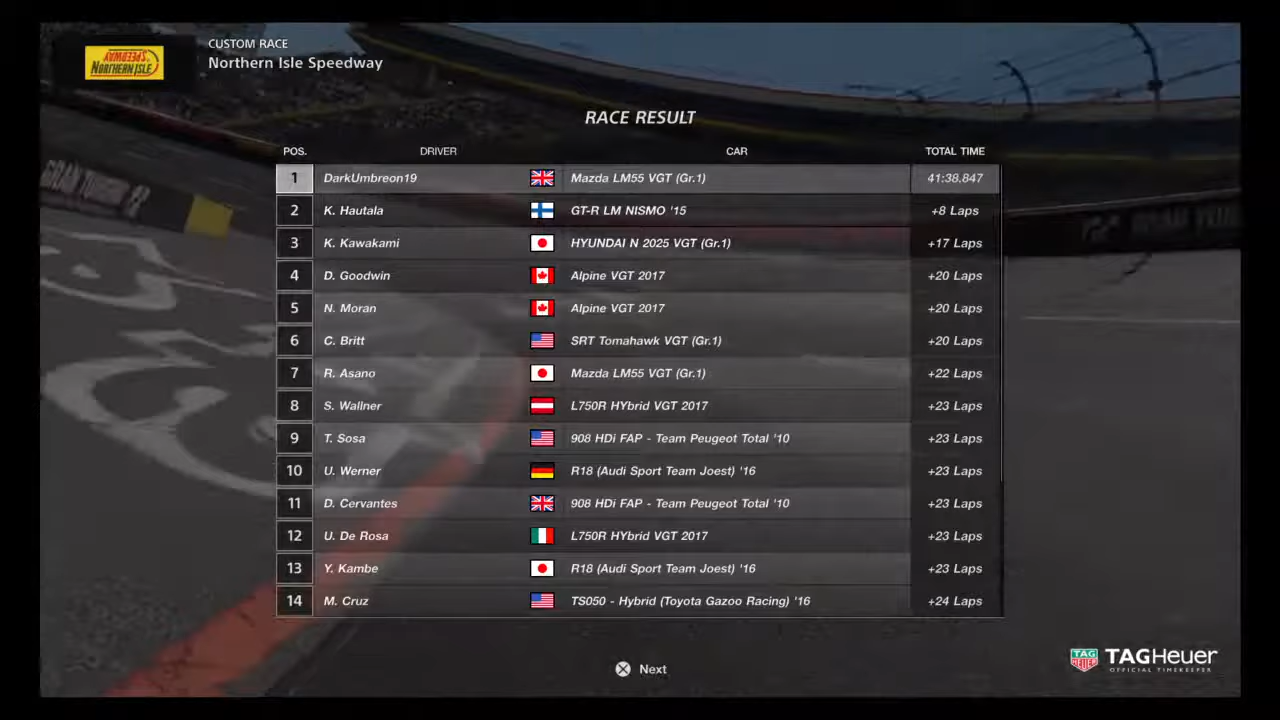 CUSTOM RACE
Northern Isle Speedway
SPEEDWAY
NORTHERN ISLE
RACE RESULT
POS. DRIVER CAR TOTAL TIME
1 DarkUmbreon19 Mazda LM55 VGT (Gr.1) 41:38.847
2 K. Hautala GT-R LM NISMO '15 +8 Laps
3 K. Kawakami HYUNDAI N 2025 VGT (Gr.1) +17 Laps
4 D. Goodwin Alpine VGT 2017 +20 Laps
5 N. Moran Alpine VGT 2017 +20 Laps
6 C. Britt SRT Tomahawk VGT (Gr.1) +20 Laps
7 R. Asano Mazda LM55 VGT (Gr.1) +22 Laps
8 S. Wallner L750R HYbrid VGT 2017 +23 Laps
9 T. Sosa 908 HDi FAP - Team Peugeot Total '10 +23 Laps
10 U. Werner R18 (Audi Sport Team Joest) '16 +23 Laps
11 D. Cervantes 908 HDi FAP - Team Peugeot Total '10 +23 Laps
12 U. De Rosa L750R HYbrid VGT 2017 +23 Laps
13 Y. Kambe R18 (Audi Sport Team Joest) '16 +23 Laps
14 M. Cruz TS050 - Hybrid (Toyota Gazoo Racing) '16 +24 Laps
Next
TAG HEUER TAGHeuer
OFFICIAL TIMEKEEPER